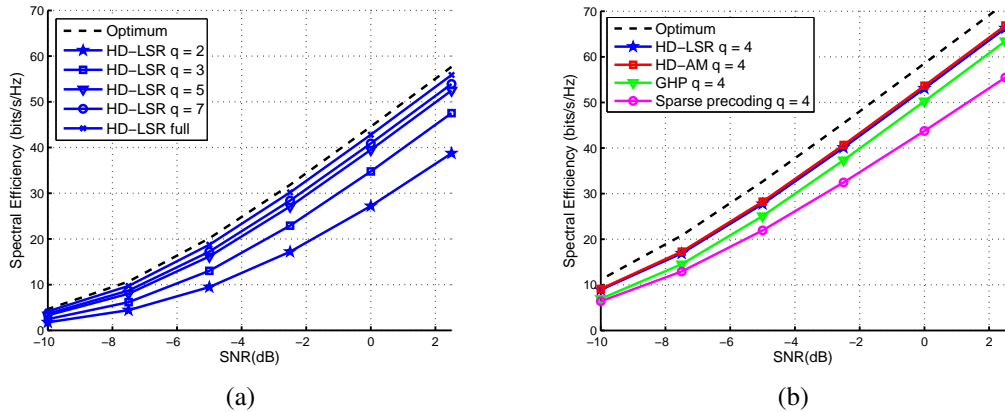 70
60
50
40
30
20
10
0
Spectral Efficiency (bits/s/Hz)
Optimum
HD−LSR q = 2
HD−LSR q = 3
HD−LSR q = 5
HD−LSR q = 7
HD−LSR full
−10
−8
−6
−4
−2
0
2
SNR(dB)
(a)
70
60
50
40
30
20
10
0
Spectral Efficiency (bits/s/Hz)
Optimum
HD−LSR q = 4
HD−AM q = 4
GHP q = 4
Sparse precoding q = 4
−10
−8
−6
−4
−2
0
2
SNR(dB)
(b)